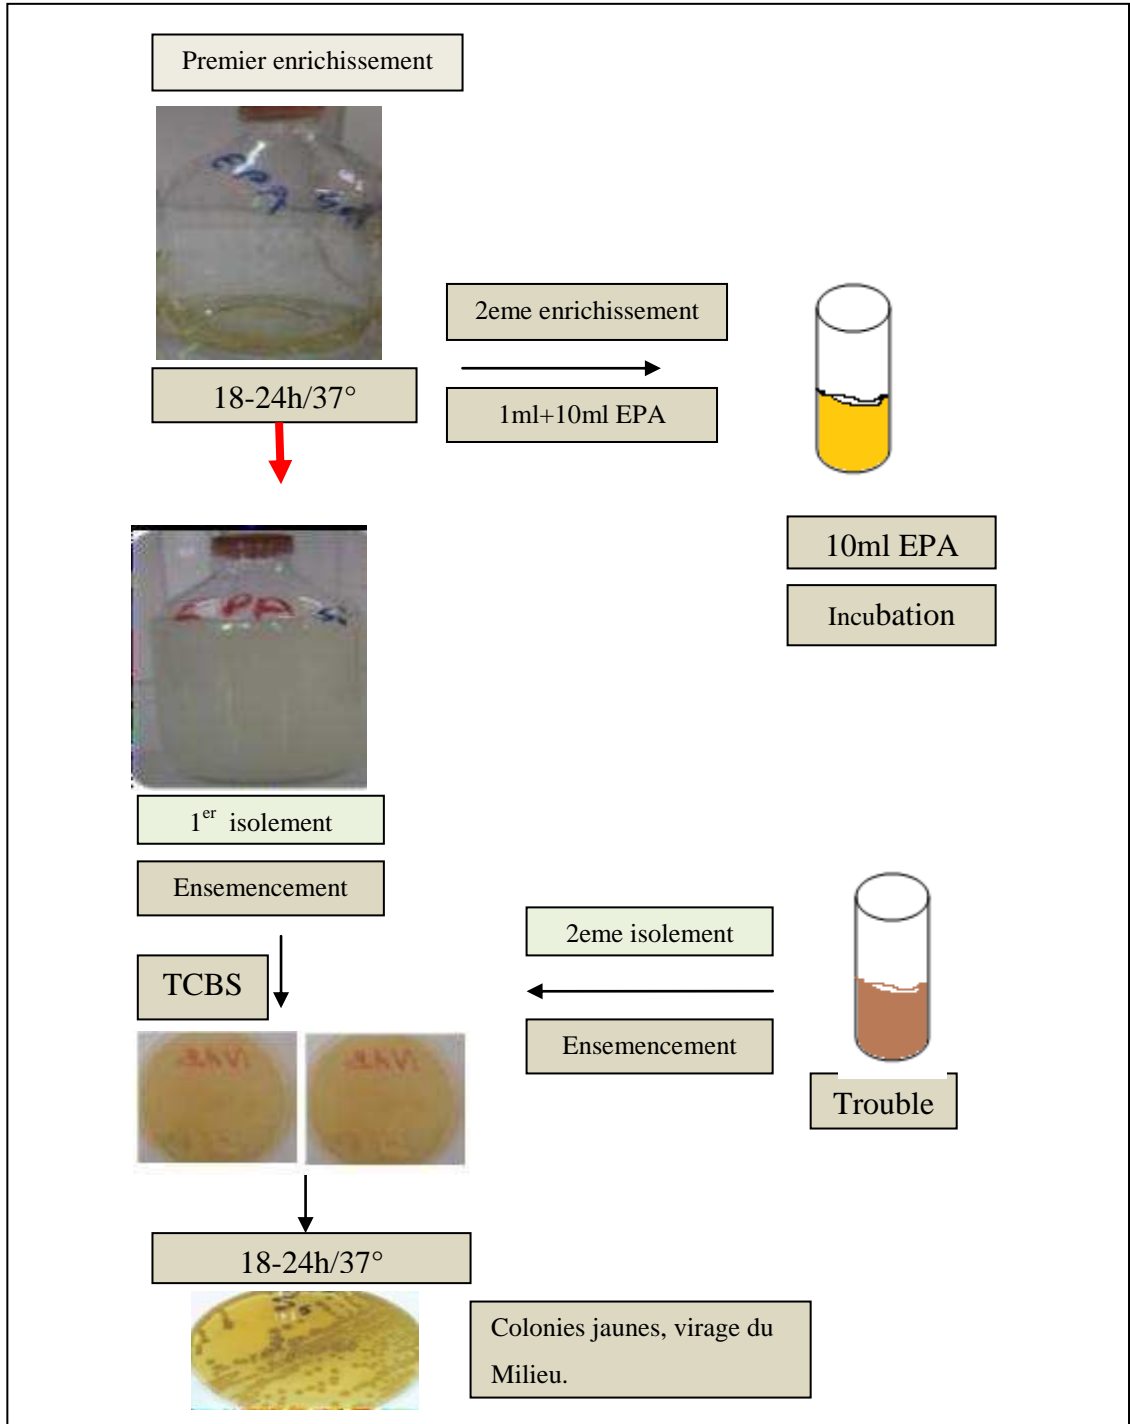 Premier enrichissement
18-24h/37°
2eme enrichissement
1ml+10ml EPA
10ml EPA
Incubation
EPA
1er isolement
Ensemencement
TCBS
2eme isolement
Ensemencement
Trouble
18-24h/37°
Colonies jaunes, virage du
Milieu.